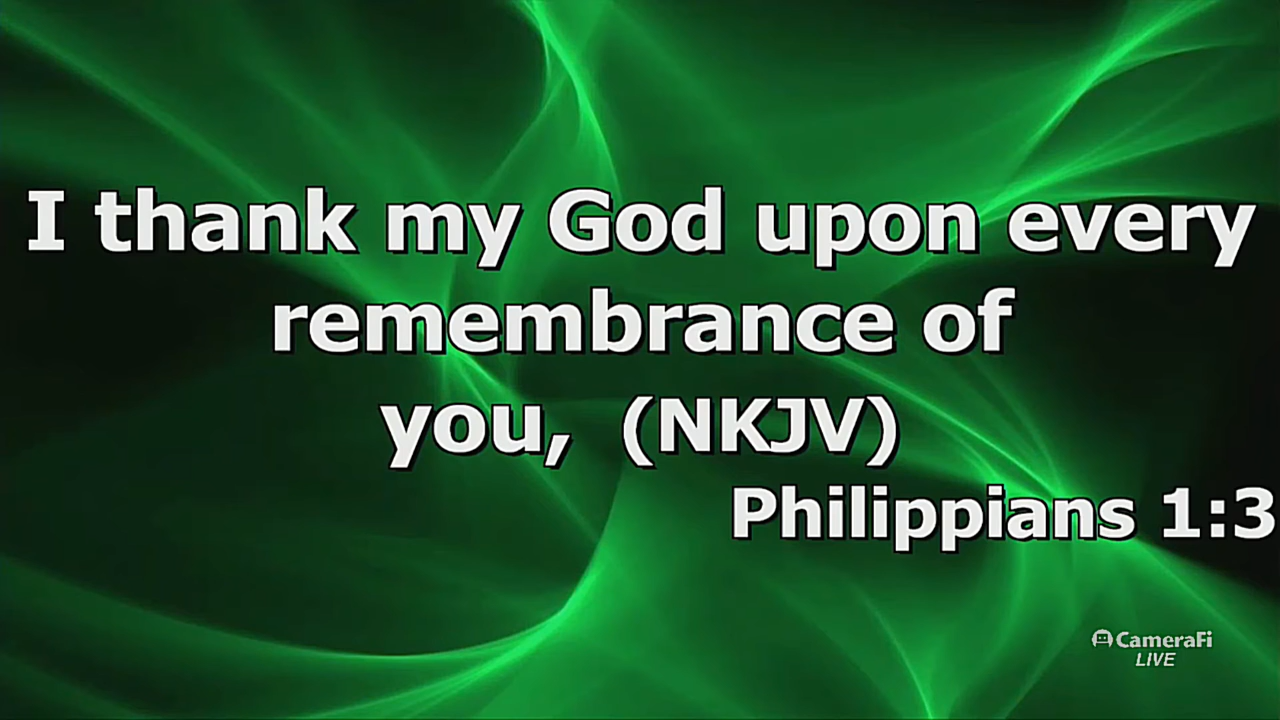 I thank my God upon every
remembrance of
you,  (NKJV)
Philippians 1:3
CameraFi
LIVE